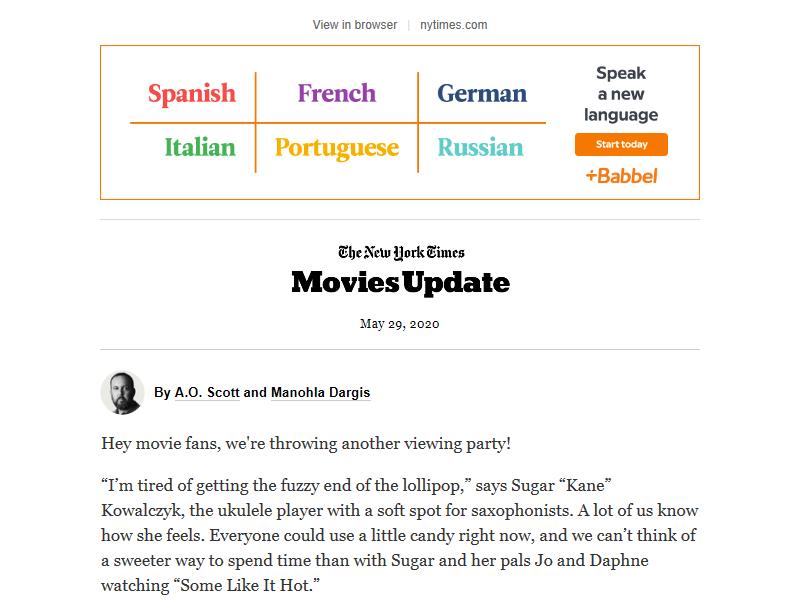 View in browser | nytimes.com
Spanish French German
Italian Portuguese Russian
Speak
a new
language
Start today
+Babbel
The New York Times
Movies Update
May 29, 2020
By A.O. Scott and Manohla Dargis
Hey movie fans, we're throwing another viewing party!
“I’m tired of getting the fuzzy end of the lollipop,” says Sugar “Kane”
Kowalczyk, the ukulele player with a soft spot for saxophonists. A lot of us know
how she feels. Everyone could use a little candy right now, and we can’t think of
a sweeter way to spend time than with Sugar and her pals Jo and Daphne
watching “Some Like It Hot.”